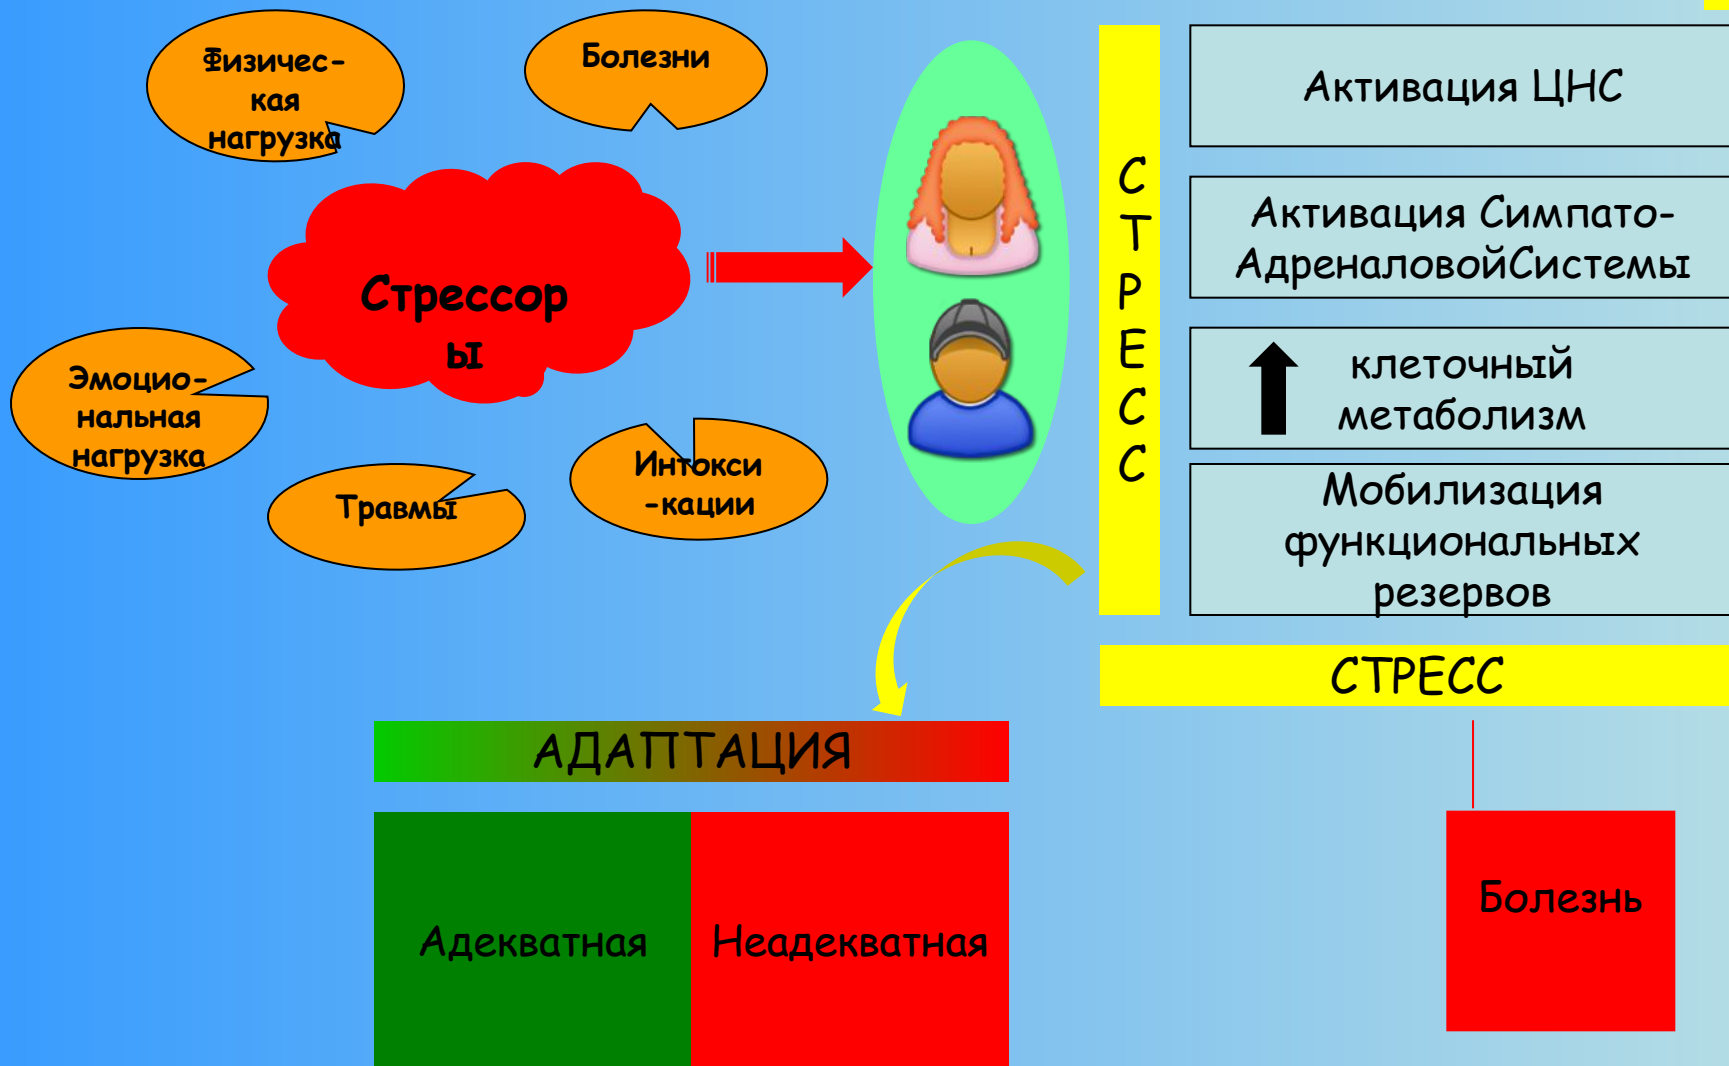 Физичес-
кая
нагрузка
Болезни
Стрессор
ы
Эмоцио-
нальная
нагрузка
Травмы
Интокси
-кации
С
Т
Р
Е
С
С
Активация ЦНС
Активация Симпато-
АдреналовойСистемы
клеточный
метаболизм
Мобилизация
функциональных
резервов
СТРЕСС
АДАПТАЦИЯ
Адекватная
Неадекватная
Болезнь